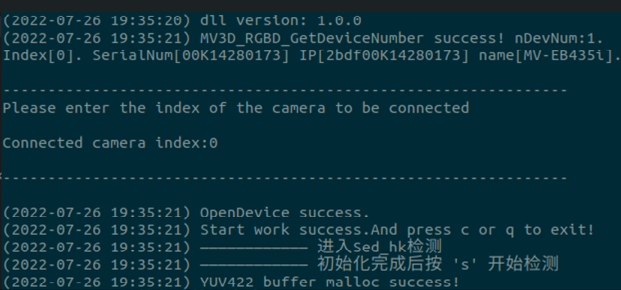 (2022-07-26 19:35:20) dll version: 1.0.0
(2022-07-26 19:35:21) MV3D_RGBD_GetDeviceNumber success! nDevNum:1.
Index[0]. SerialNum[00K14280173] IP[2bdf00K14280173] name[MV-EB435i].
----------------------------------------------------------------
Please enter the index of the camera to be connected
Connected camera index:0
----------------------------------------------------------------
(2022-07-26 19:35:21) OpenDevice success.
(2022-07-26 19:35:21) Start work success.And press c or q to exit!
(2022-07-26 19:35:21) ———————————— 进入Sed_hk检测
(2022-07-26 19:35:21) ———————————— 初始化完成后按 's' 开始检测
(2022-07-26 19:35:21) YUV422 buffer malloc success!